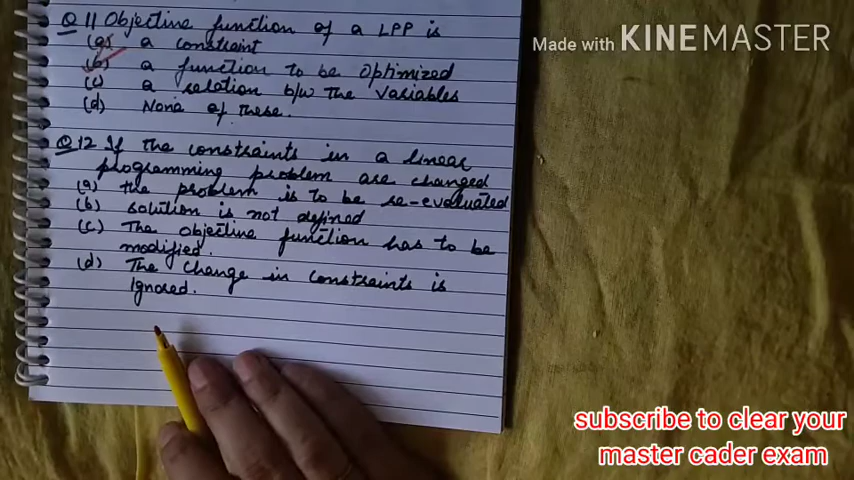 Q 11 Objective function of a LPP is
(a) a constraint
(b) a function to be optimized
(c) a relation b/w the variables
(d) None of these.
Q 12 If the constraints in a linear
programming problem are changed
(a) the problem is to be re-evaluated
(b) solution is not defined
(c) The objective function has to be
modified.
(d) The change in constraints is
ignored.
Made with KINEMASTER
subscribe to clear your
master cader exam